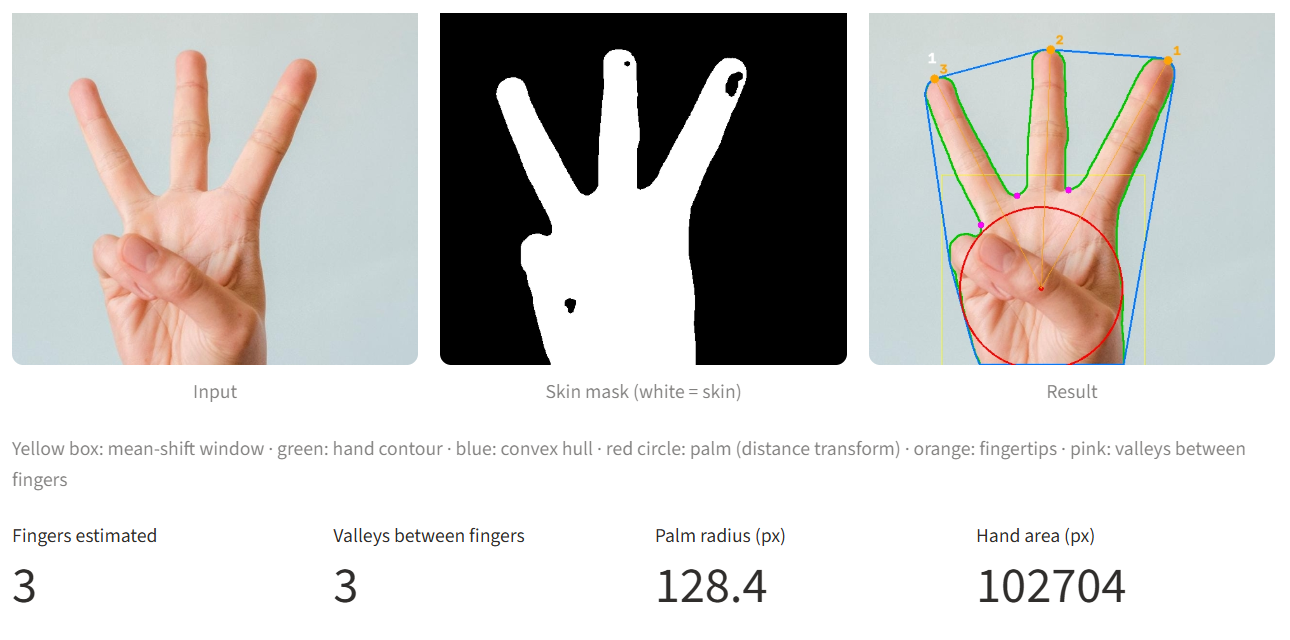 2
1
1
3
Input
Skin mask (white = skin)
Result
Yellow box: mean-shift window · green: hand contour · blue: convex hull · red circle: palm (distance transform) · orange: fingertips · pink: valleys between
fingers
Fingers estimated
Valleys between fingers
Palm radius (px)
Hand area (px)
3
3
128.4
102704